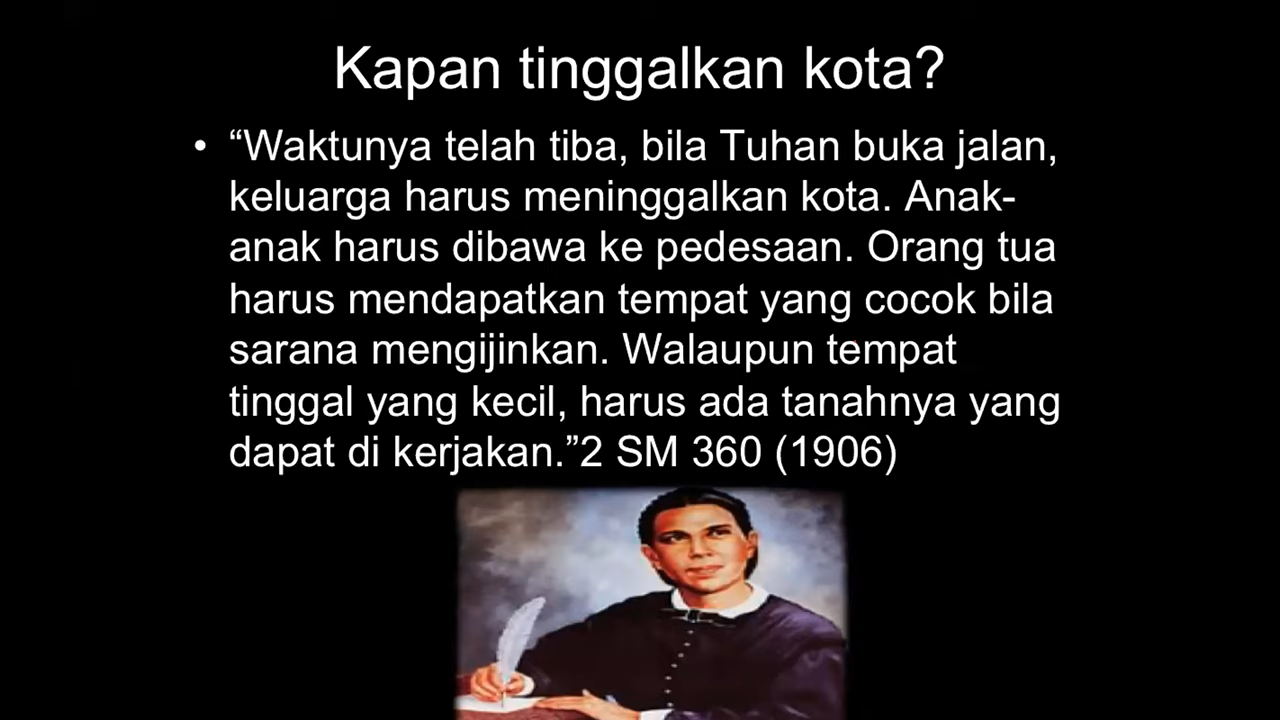 Kapan tinggalkan kota?
• “Waktunya telah tiba, bila Tuhan buka jalan,
keluarga harus meninggalkan kota. Anak-
anak harus dibawa ke pedesaan. Orang tua
harus mendapatkan tempat yang cocok bila
sarana mengijinkan. Walaupun tempat
tinggal yang kecil, harus ada tanahnya yang
dapat di kerjakan.”2 SM 360 (1906)